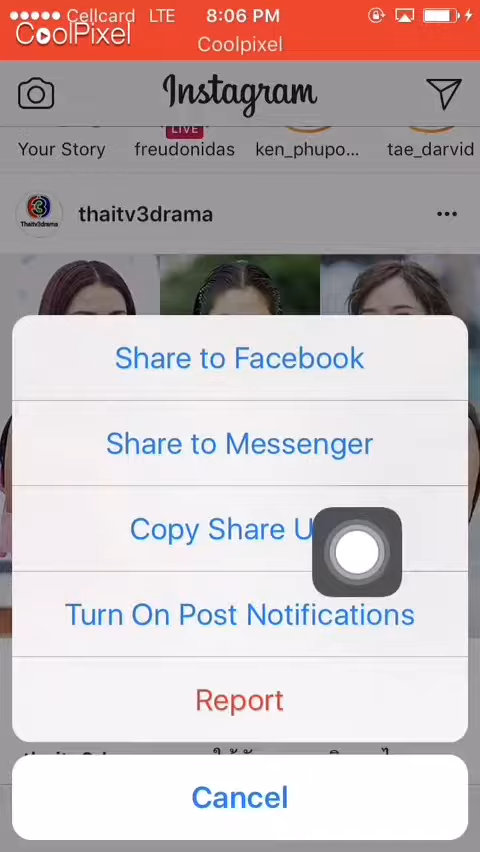 Cellcard LTE 8:06 PM
CoolPixel
Coolpixel
Instagram
LIVE
Your Story freudonidas ken_phupo... tae_darvid
Thaitv3drama
thaitv3drama
Share to Facebook
Share to Messenger
Copy Share U
Turn On Post Notifications
Report
Cancel